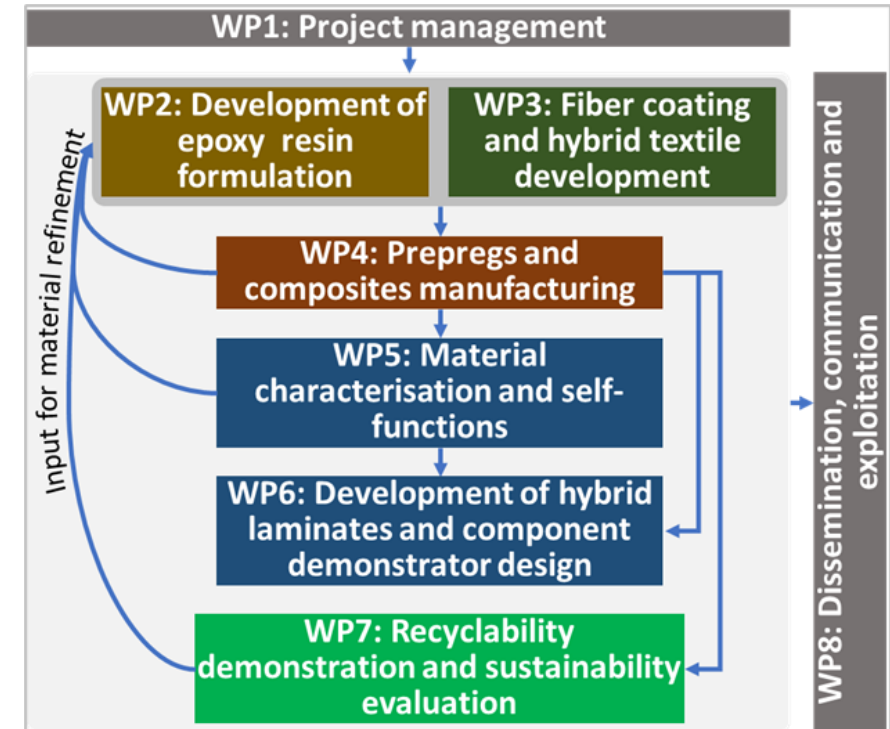 WP1: Project management
WP2: Development of
epoxy resin
formulation
WP3: Fiber coating
and hybrid textile
development
Input for material refinement
WP4: Prepregs and
composites manufacturing
WP5: Material
characterisation and self-
functions
WP6: Development of hybrid
laminates and component
demonstrator design
WP7: Recyclability
demonstration and sustainability
evaluation
WP8: Dissemination, communication and
exploitation